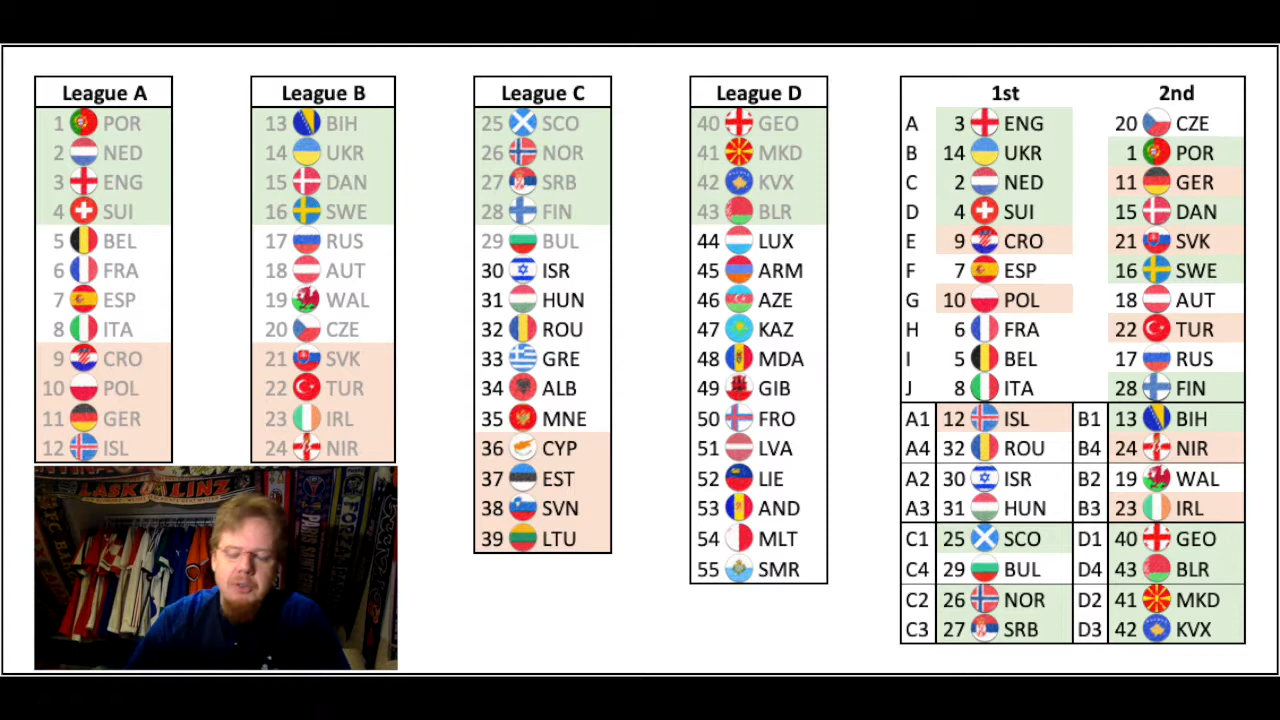 League A
1 POR
2 NED
3 ENG
4 SUI
5 BEL
6 FRA
7 ESP
8 ITA
9 CRO
10 POL
11 GER
12 ISL
League B
13 BIH
14 UKR
15 DAN
16 SWE
17 RUS
18 AUT
19 WAL
20 CZE
21 SVK
22 TUR
23 IRL
24 NIR
League C
25 SCO
26 NOR
27 SRB
28 FIN
29 BUL
30 ISR
31 HUN
32 ROU
33 GRE
34 ALB
35 MNE
36 CYP
37 EST
38 SVN
39 LTU
League D
40 GEO
41 MKD
42 KVX
43 BLR
44 LUX
45 ARM
46 AZE
47 KAZ
48 MDA
49 GIB
50 FRO
51 LVA
52 LIE
53 AND
54 MLT
55 SMR
1st 2nd
A 3 ENG 20 CZE
B 14 UKR 1 POR
C 2 NED 11 GER
D 4 SUI 15 DAN
E 9 CRO 21 SVK
F 7 ESP 16 SWE
G 10 POL 18 AUT
H 6 FRA 22 TUR
I 5 BEL 17 RUS
J 8 ITA 28 FIN
A1 12 ISL B1 13 BIH
A4 32 ROU B4 24 NIR
A2 30 ISR B2 19 WAL
A3 31 HUN B3 23 IRL
C1 25 SCO D1 40 GEO
C4 29 BUL D4 43 BLR
C2 26 NOR D2 41 MKD
C3 27 SRB D3 42 KVX
LASK LINZ